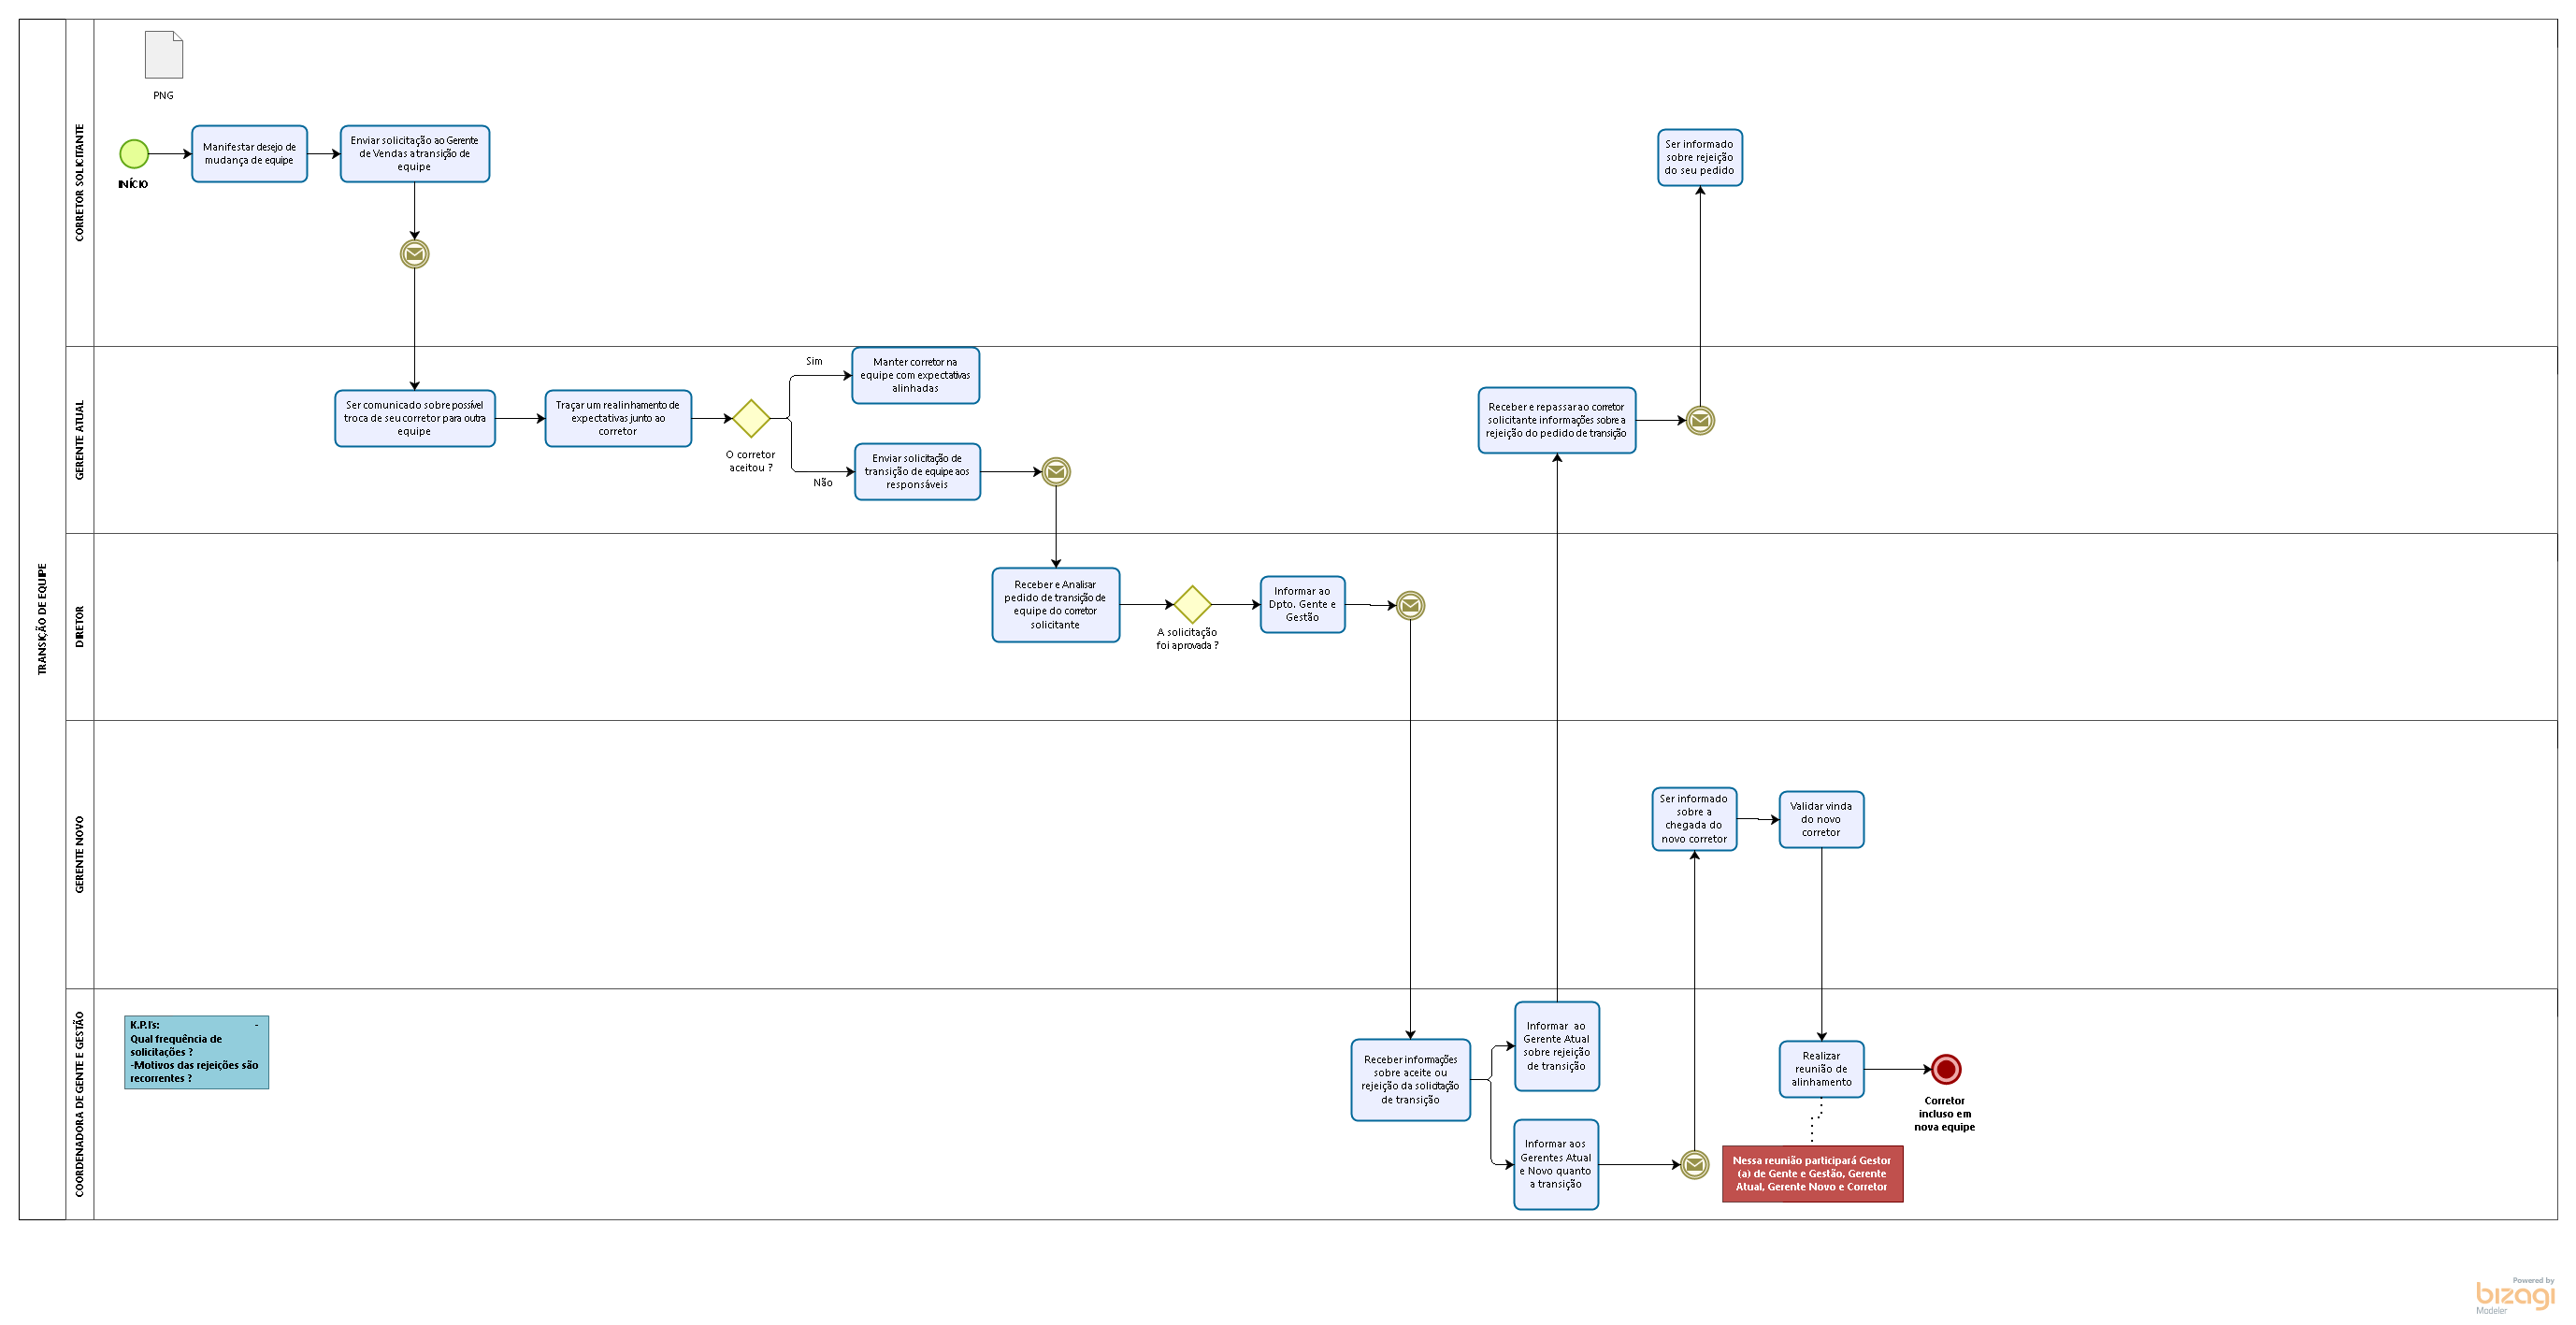 TRANSIÇÃO DE EQUIPE
CORRETOR SOLICITANTE
PNG
INÍCIO
Manifestar desejo de
mudança de equipe
Enviar solicitação ao Gerente
de Vendas a transição de
equipe
Ser informado
sobre rejeição
do seu pedido
GERENTE ATUAL
Ser comunicado sobre possível
troca de seu corretor para outra
equipe
Traçar um realinhamento de
expectativas junto ao
corretor
O corretor
aceitou ?
Sim
Manter corretor na
equipe com expectativas
alinhadas
Não
Enviar solicitação de
transição de equipe aos
responsáveis
Receber e repassar ao corretor
solicitante informações sobre a
rejeição do pedido de transição
DIRETOR
Receber e Analisar
pedido de transição de
equipe do corretor
solicitante
A solicitação
foi aprovada ?
Informar ao
Dpto. Gente e
Gestão
GERENTE NOVO
Ser informado
sobre a
chegada do
novo corretor
Validar vinda
do novo
corretor
COORDENADORA DE GENTE E GESTÃO
K.P.I's: -
Qual frequência de
solicitações ?
-Motivos das rejeições são
recorrentes ?
Receber informações
sobre aceite ou
rejeição da solicitação
de transição
Informar ao
Gerente Atual
sobre rejeição
de transição
Informar aos
Gerentes Atual
e Novo quanto
a transição
Realizar
reunião de
alinhamento
Corretor
incluso em
nova equipe
Nessa reunião participará Gestor
(a) de Gente e Gestão, Gerente
Atual, Gerente Novo e Corretor
Powered by
bizagi
Modeler